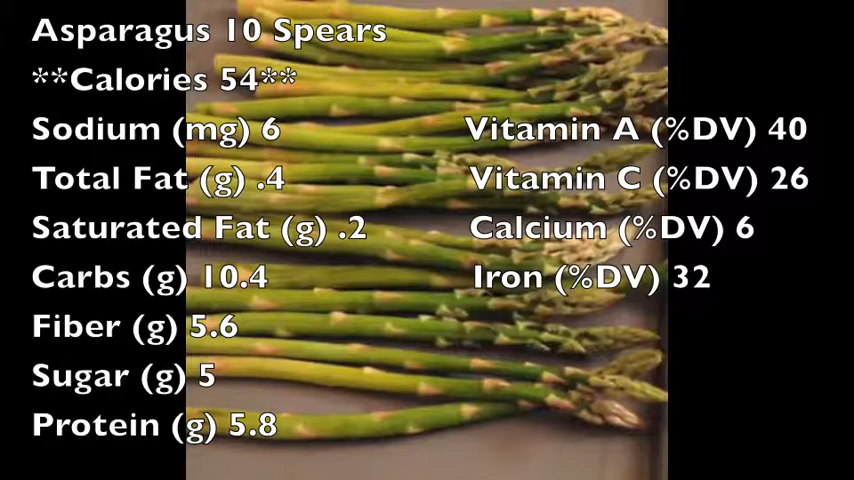 Asparagus 10 Spears
**Calories 54**
Sodium (mg) 6
Total Fat (g) .4
Saturated Fat (g) .2
Carbs (g) 10.4
Fiber (g) 5.6
Sugar (g) 5
Protein (g) 5.8
Vitamin A (%DV) 40
Vitamin C (%DV) 26
Calcium (%DV) 6
Iron (%DV) 32